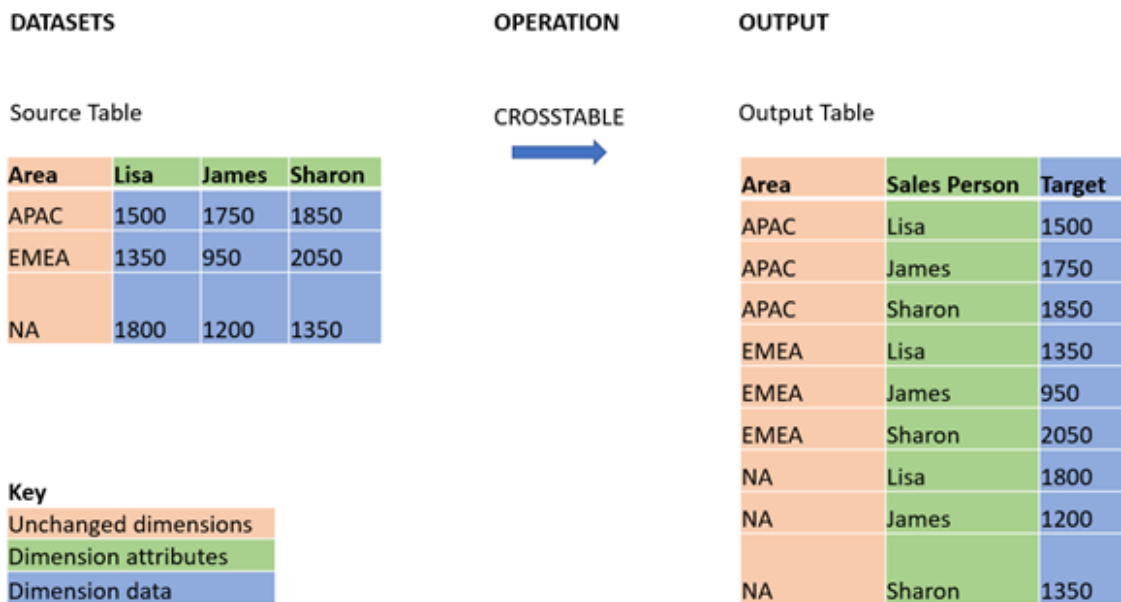 DATASETS OPERATION OUTPUT
Source Table CROSSTABLE Output Table
Area Lisa James Sharon
APAC 1500 1750 1850
EMEA 1350 950 2050
NA 1800 1200 1350
Key
Unchanged dimensions
Dimension attributes
Dimension data
Area Sales Person Target
APAC Lisa 1500
APAC James 1750
APAC Sharon 1850
EMEA Lisa 1350
EMEA James 950
EMEA Sharon 2050
NA Lisa 1800
NA James 1200
NA Sharon 1350